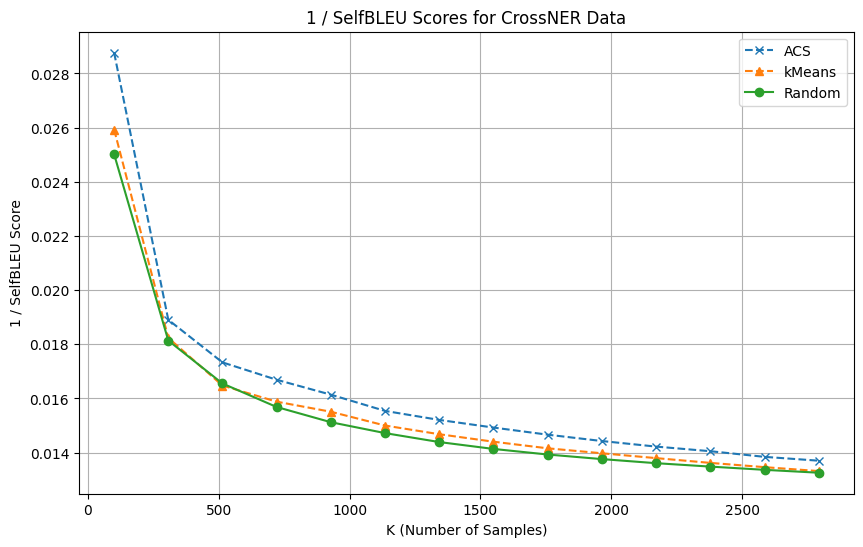 1 / SelfBLEU Scores for CrossNER Data
ACS
kMeans
Random
1 / SelfBLEU Score
0.028
0.026
0.024
0.022
0.020
0.018
0.016
0.014
0
500
1000
1500
2000
2500
K (Number of Samples)